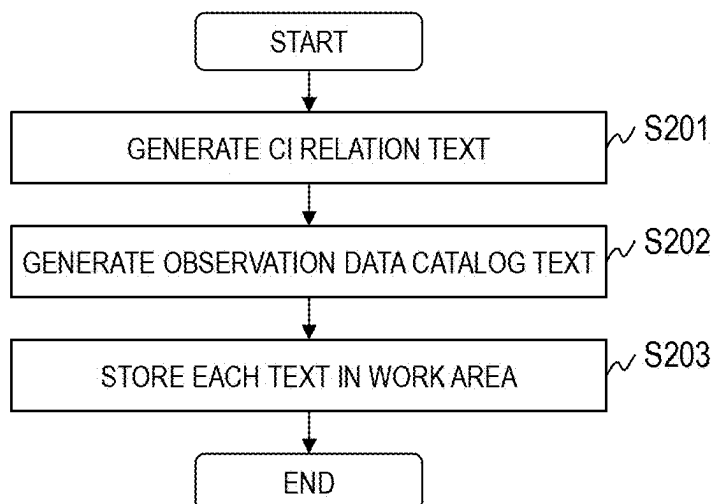 START
GENERATE CI RELATION TEXT
S201
GENERATE OBSERVATION DATA CATALOG TEXT
S202
STORE EACH TEXT IN WORK AREA
S203
END